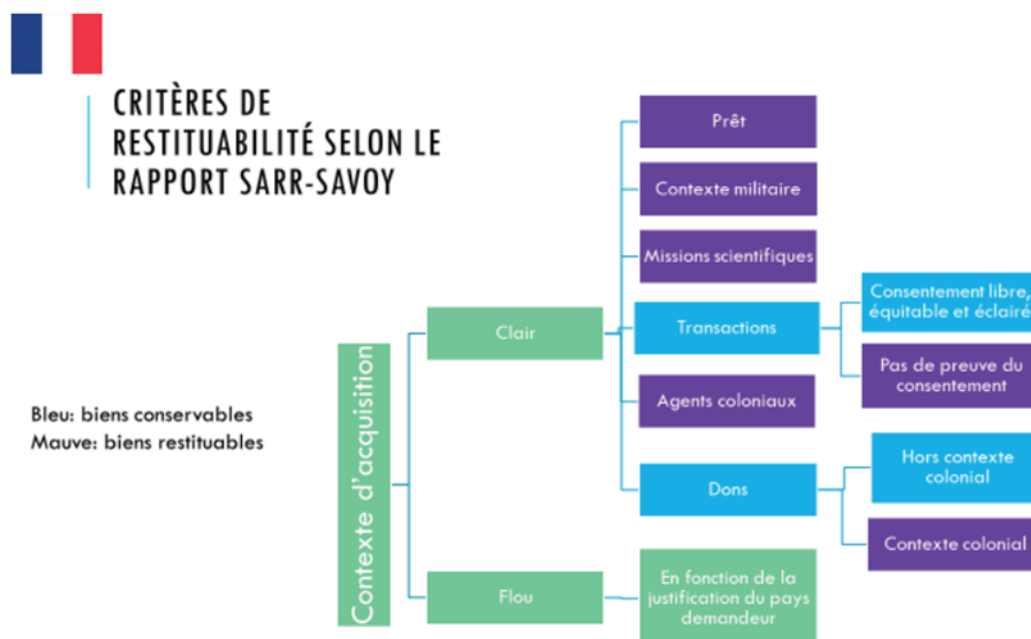 CRITÈRES DE
RESTITUABILITÉ SELON LE
RAPPORT SARR-SAVOY
Bleu: biens conservables
Mauve: biens restituables
Contexte d'acquisition
Clair
Prêt
Contexte militaire
Missions scientifiques
Transactions
Consentement libre,
équitable et éclairé
Pas de preuve du
consentement
Agents coloniaux
Dons
Hors contexte
colonial
Contexte colonial
Flou
En fonction de la
justification du pays
demandeur